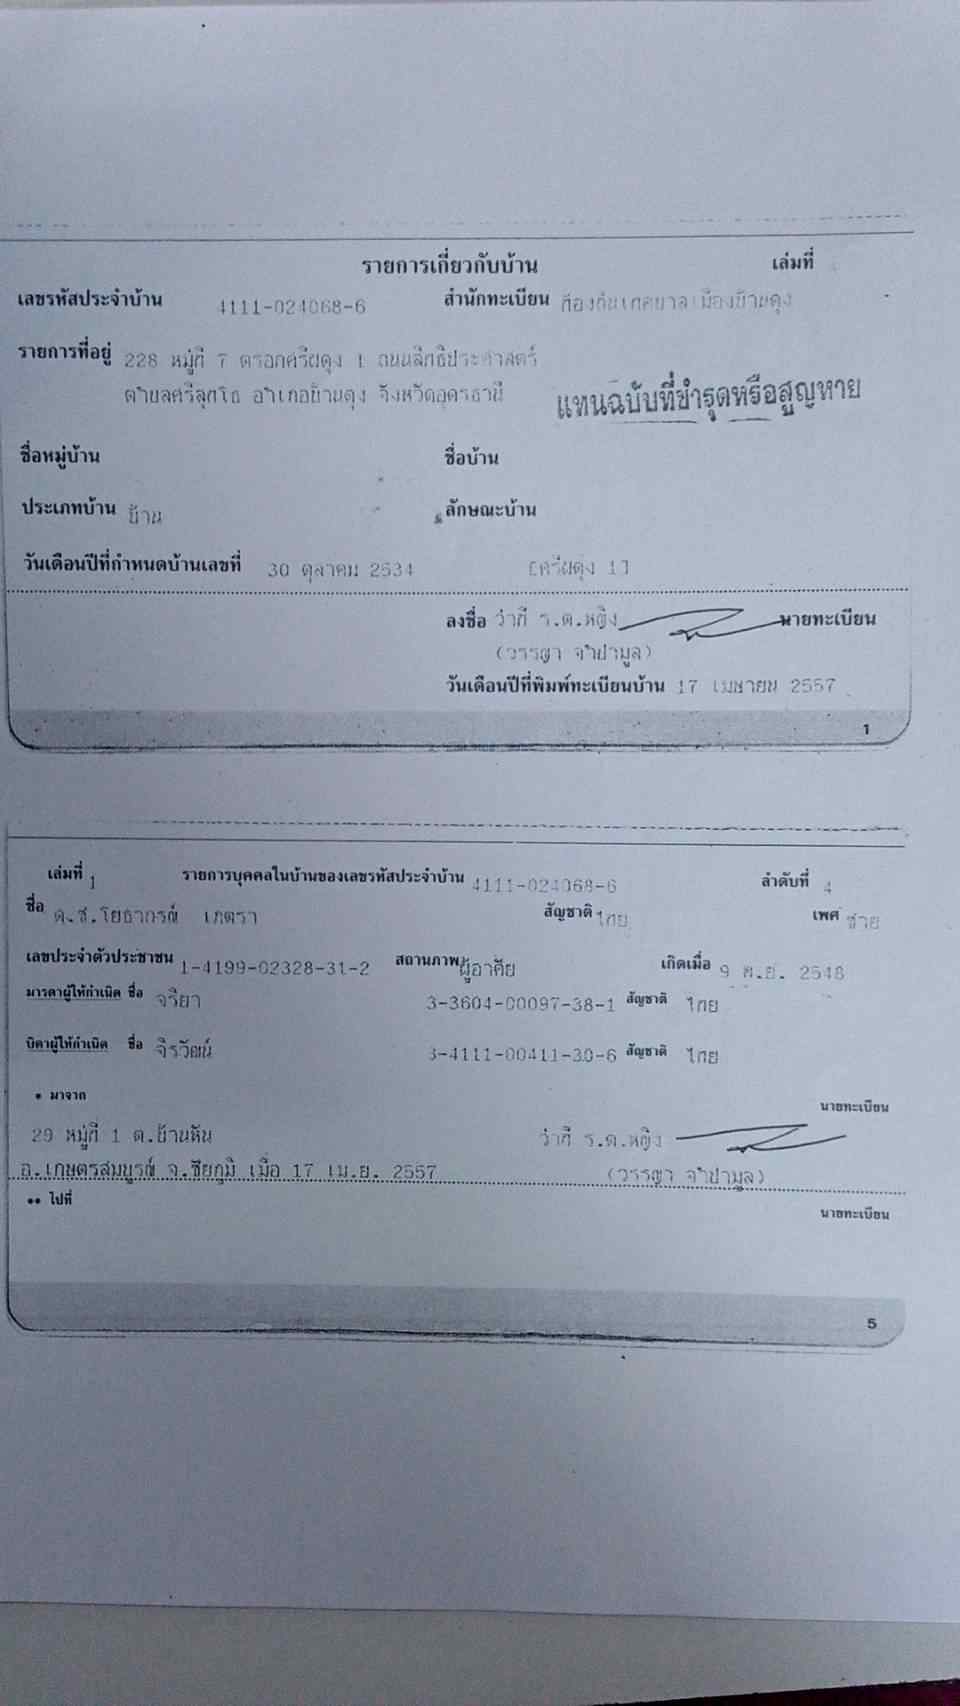 รายการเกี่ยวกับบ้าน เล่มที่
เลขรหัสประจำบ้าน 4111-024068-6 สำนักทะเบียน ท้องถิ่นเทศบาลเมืองบ้านดุง
รายการที่อยู่ 228 หมู่ที่ 7 ตรอกศรีผดุง 1 ถนนสิทธิประศาสตร์
ตำบลศรีสุทโธ อำเภอบ้านดุง จังหวัดอุดรธานี
แทนฉบับที่ชำรุดหรือสูญหาย
ชื่อหมู่บ้าน ชื่อบ้าน
ประเภทบ้าน บ้าน ลักษณะบ้าน
วันเดือนปีที่กำหนดบ้านเลขที่ 30 ตุลาคม 2534 [ศรีผดุง 1]
ลงชื่อ ว่าที่ ร.ต.หญิง นายทะเบียน
(วรรญา จำปามูล)
วันเดือนปีที่พิมพ์ทะเบียนบ้าน 17 เมษายน 2557
1
เล่มที่ 1 รายการบุคคลในบ้านของเลขรหัสประจำบ้าน 4111-024068-6 ลำดับที่ 4
ชื่อ ด.ช.โยธากรณ์ เภตรา สัญชาติ ไทย เพศ ชาย
เลขประจำตัวประชาชน 1-4199-02328-31-2 สถานภาพ ผู้อาศัย เกิดเมื่อ 9 2548
มารดาผู้ให้กำเนิด ชื่อ จริยา 3-3604-00097-38-1 สัญชาติ ไทย
บิดาผู้ให้กำเนิด ชื่อ จิรวัฒน์ 3-4111-00411-30-6 สัญชาติ ไทย
* มาจาก นายทะเบียน
29 หมู่ที่ 1 ต.บ้านหัน ว่าที่ ร.ต.หญิง
อ.เกษตรสมบูรณ์ จ.ชัยภูมิ เมื่อ 17 เม.ย. 2557 (วรรญา จำปามูล)
** ไปที่ นายทะเบียน
5